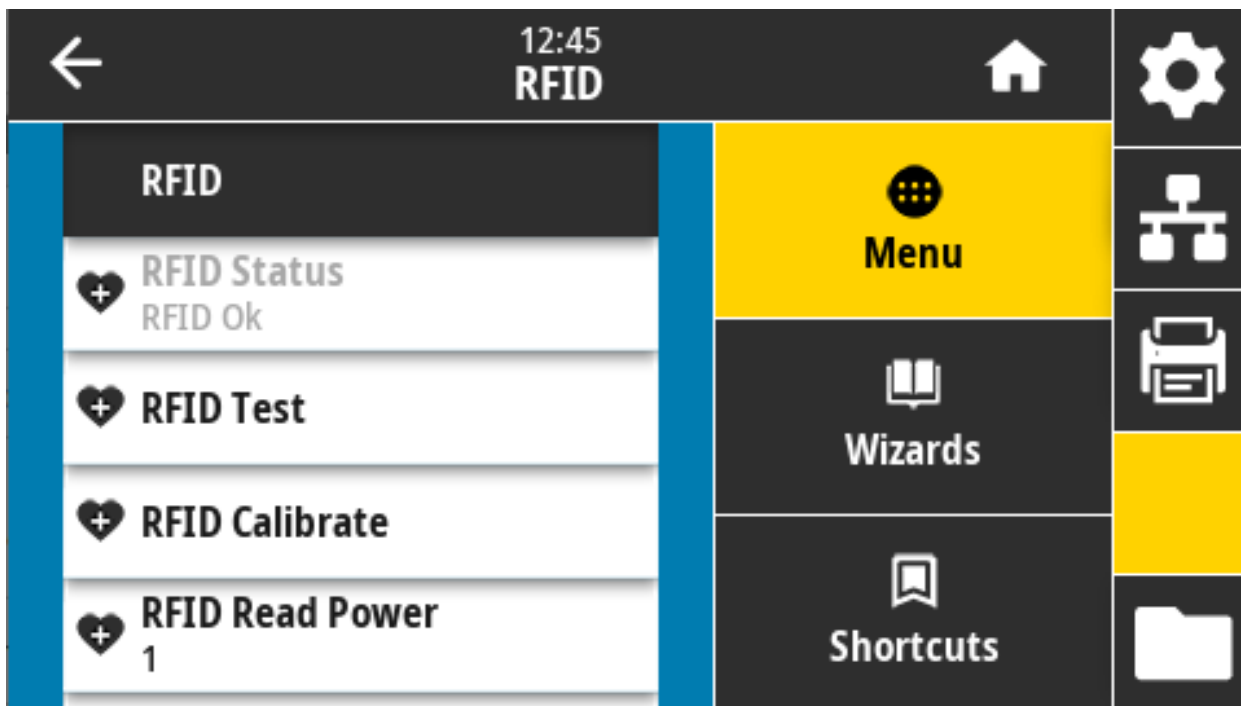 12:45
RFID
RFID
RFID Status
RFID Ok
RFID Test
RFID Calibrate
RFID Read Power
1
Menu
Wizards
Shortcuts